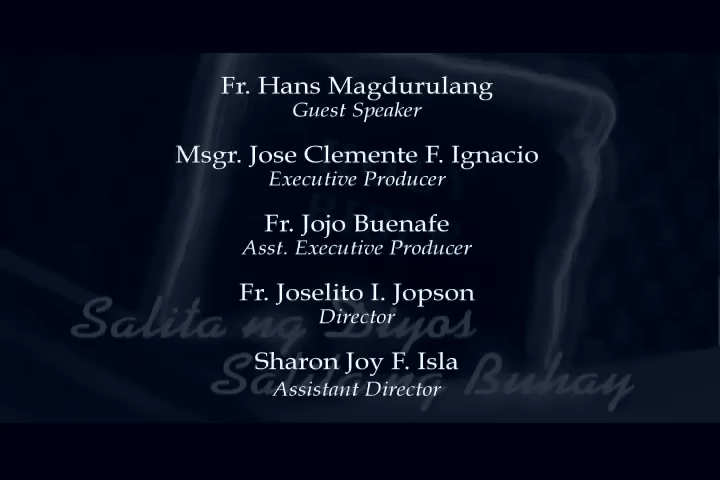 Fr. Hans Magdurulang
Guest Speaker
Msgr. Jose Clemente F. Ignacio
Executive Producer
Fr. Jojo Buenafe
Asst. Executive Producer
Fr. Joselito I. Jopson
Director
Salita ng Diyos
Sharon Joy F. Isla
Salita ng Buhay
Assistant Director